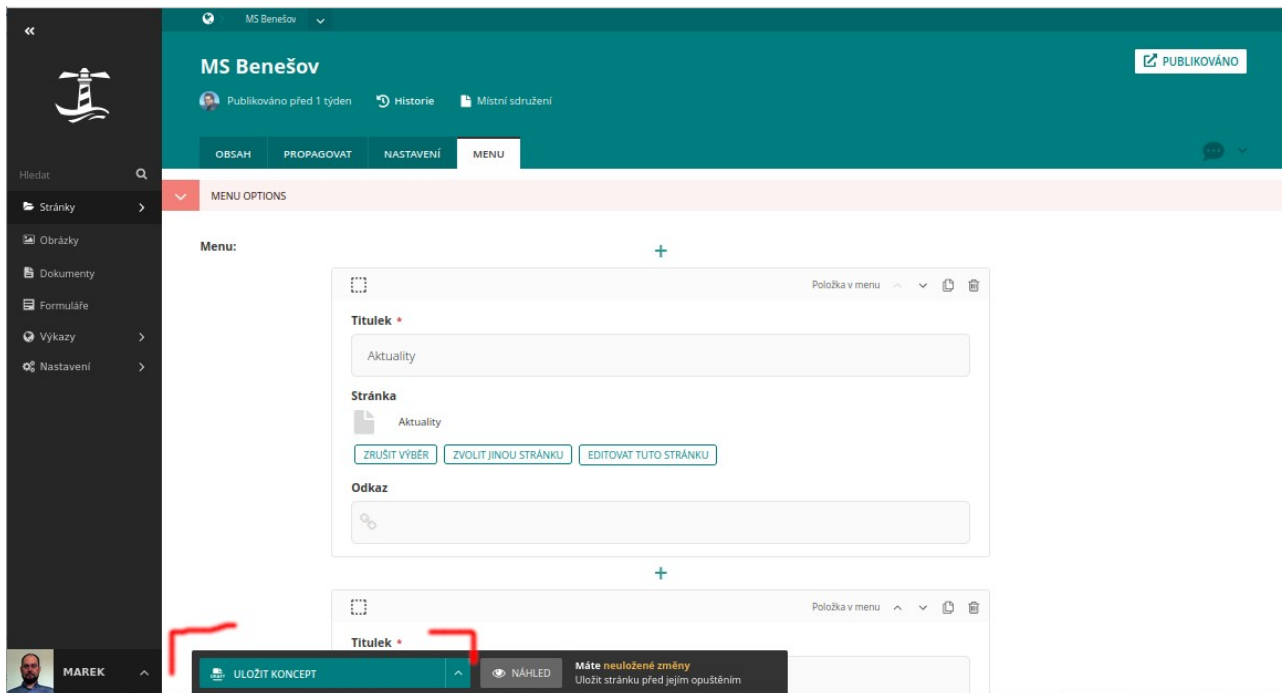 MS Benešov
MS Benešov
PUBLIKOVÁNO
Publikováno před 1 týden
Historie
Místní sdružení
OBSAH
PROPAGOVAT
NASTAVENÍ
MENU
Hledat
Stránky
Obrázky
Dokumenty
Formuláře
Výkazy
Nastavení
MENU OPTIONS
Menu:
Položka v menu
Titulek *
Aktuality
Stránka
Aktuality
ZRUŠIT VÝBĚR
ZVOLIT JINOU STRÁNKU
EDITOVAT TUTO STRÁNKU
Odkaz
Položka v menu
Titulek *
MAREK
ULOŽIT KONCEPT
NÁHLED
Máte neuložené změny
Uložit stránku před jejím opuštěním